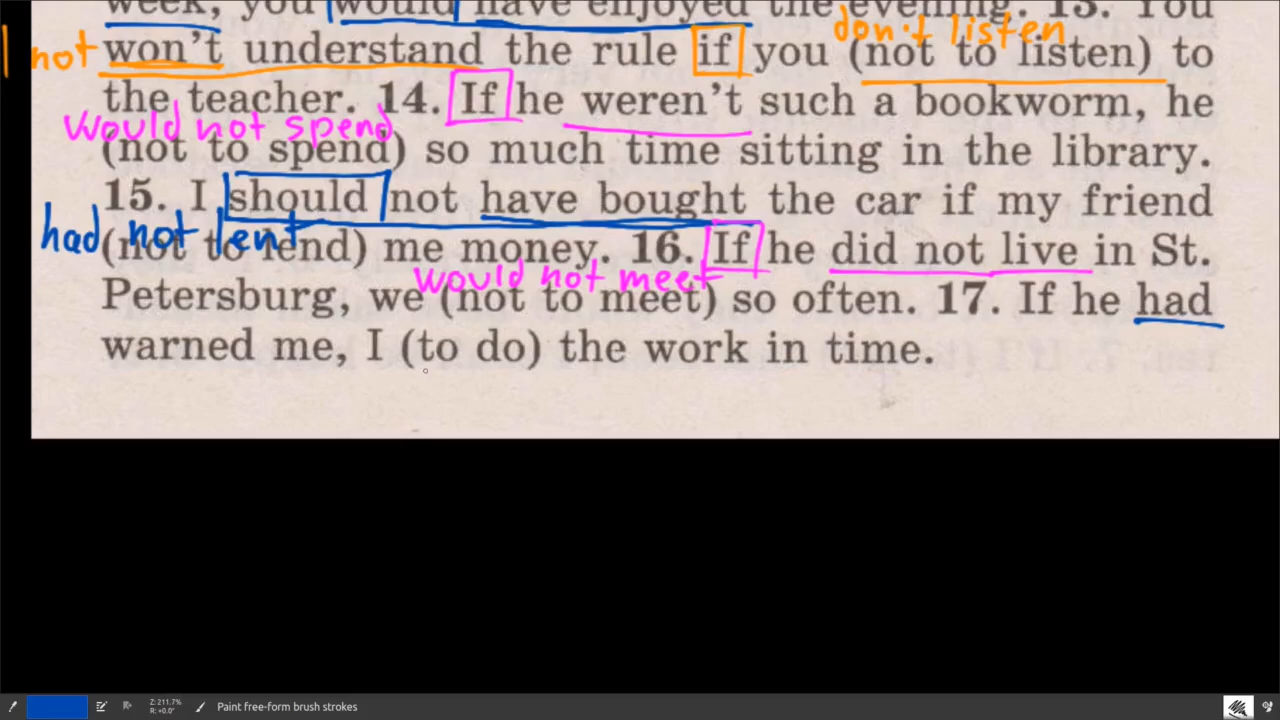 week, you would have enjoyed the evening. 13. You
don't listen
not won't understand the rule if you (not to listen) to
the teacher. 14. If he weren't such a bookworm, he
would not spend
(not to spend) so much time sitting in the library.
15. I should not have bought the car if my friend
had not lent
(not to lend) me money. 16. If he did not live in St.
would not meet
Petersburg, we (not to meet) so often. 17. If he had
warned me, I (to do) the work in time.
Z: 211.7%
R: +0.0°
Paint free-form brush strokes